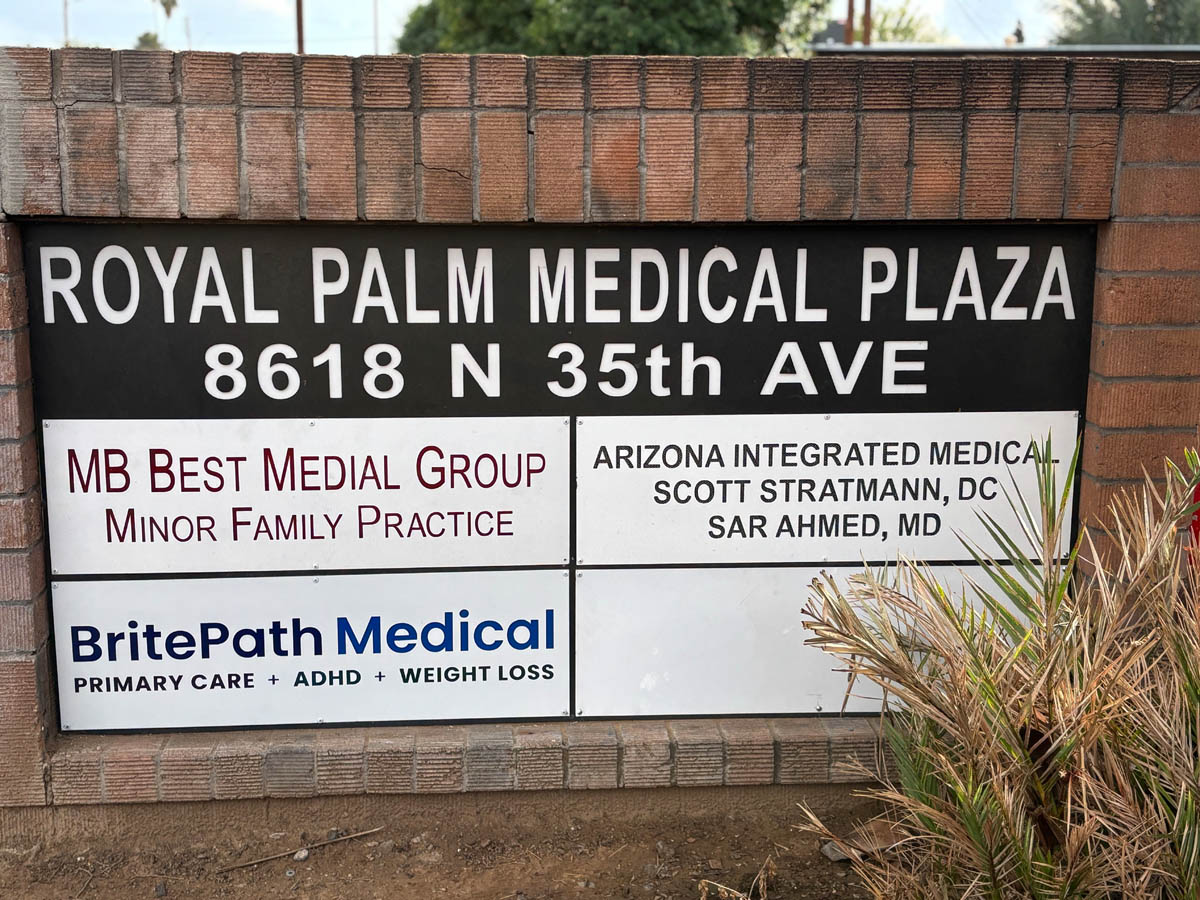 ROYAL PALM MEDICAL PLAZA
8618 N 35th AVE
MB BEST MEDIAL GROUP
MINOR FAMILY PRACTICE
ARIZONA INTEGRATED MEDICAL
SCOTT STRATMANN, DC
SAR AHMED, MD
BritePath Medical
PRIMARY CARE + ADHD + WEIGHT LOSS